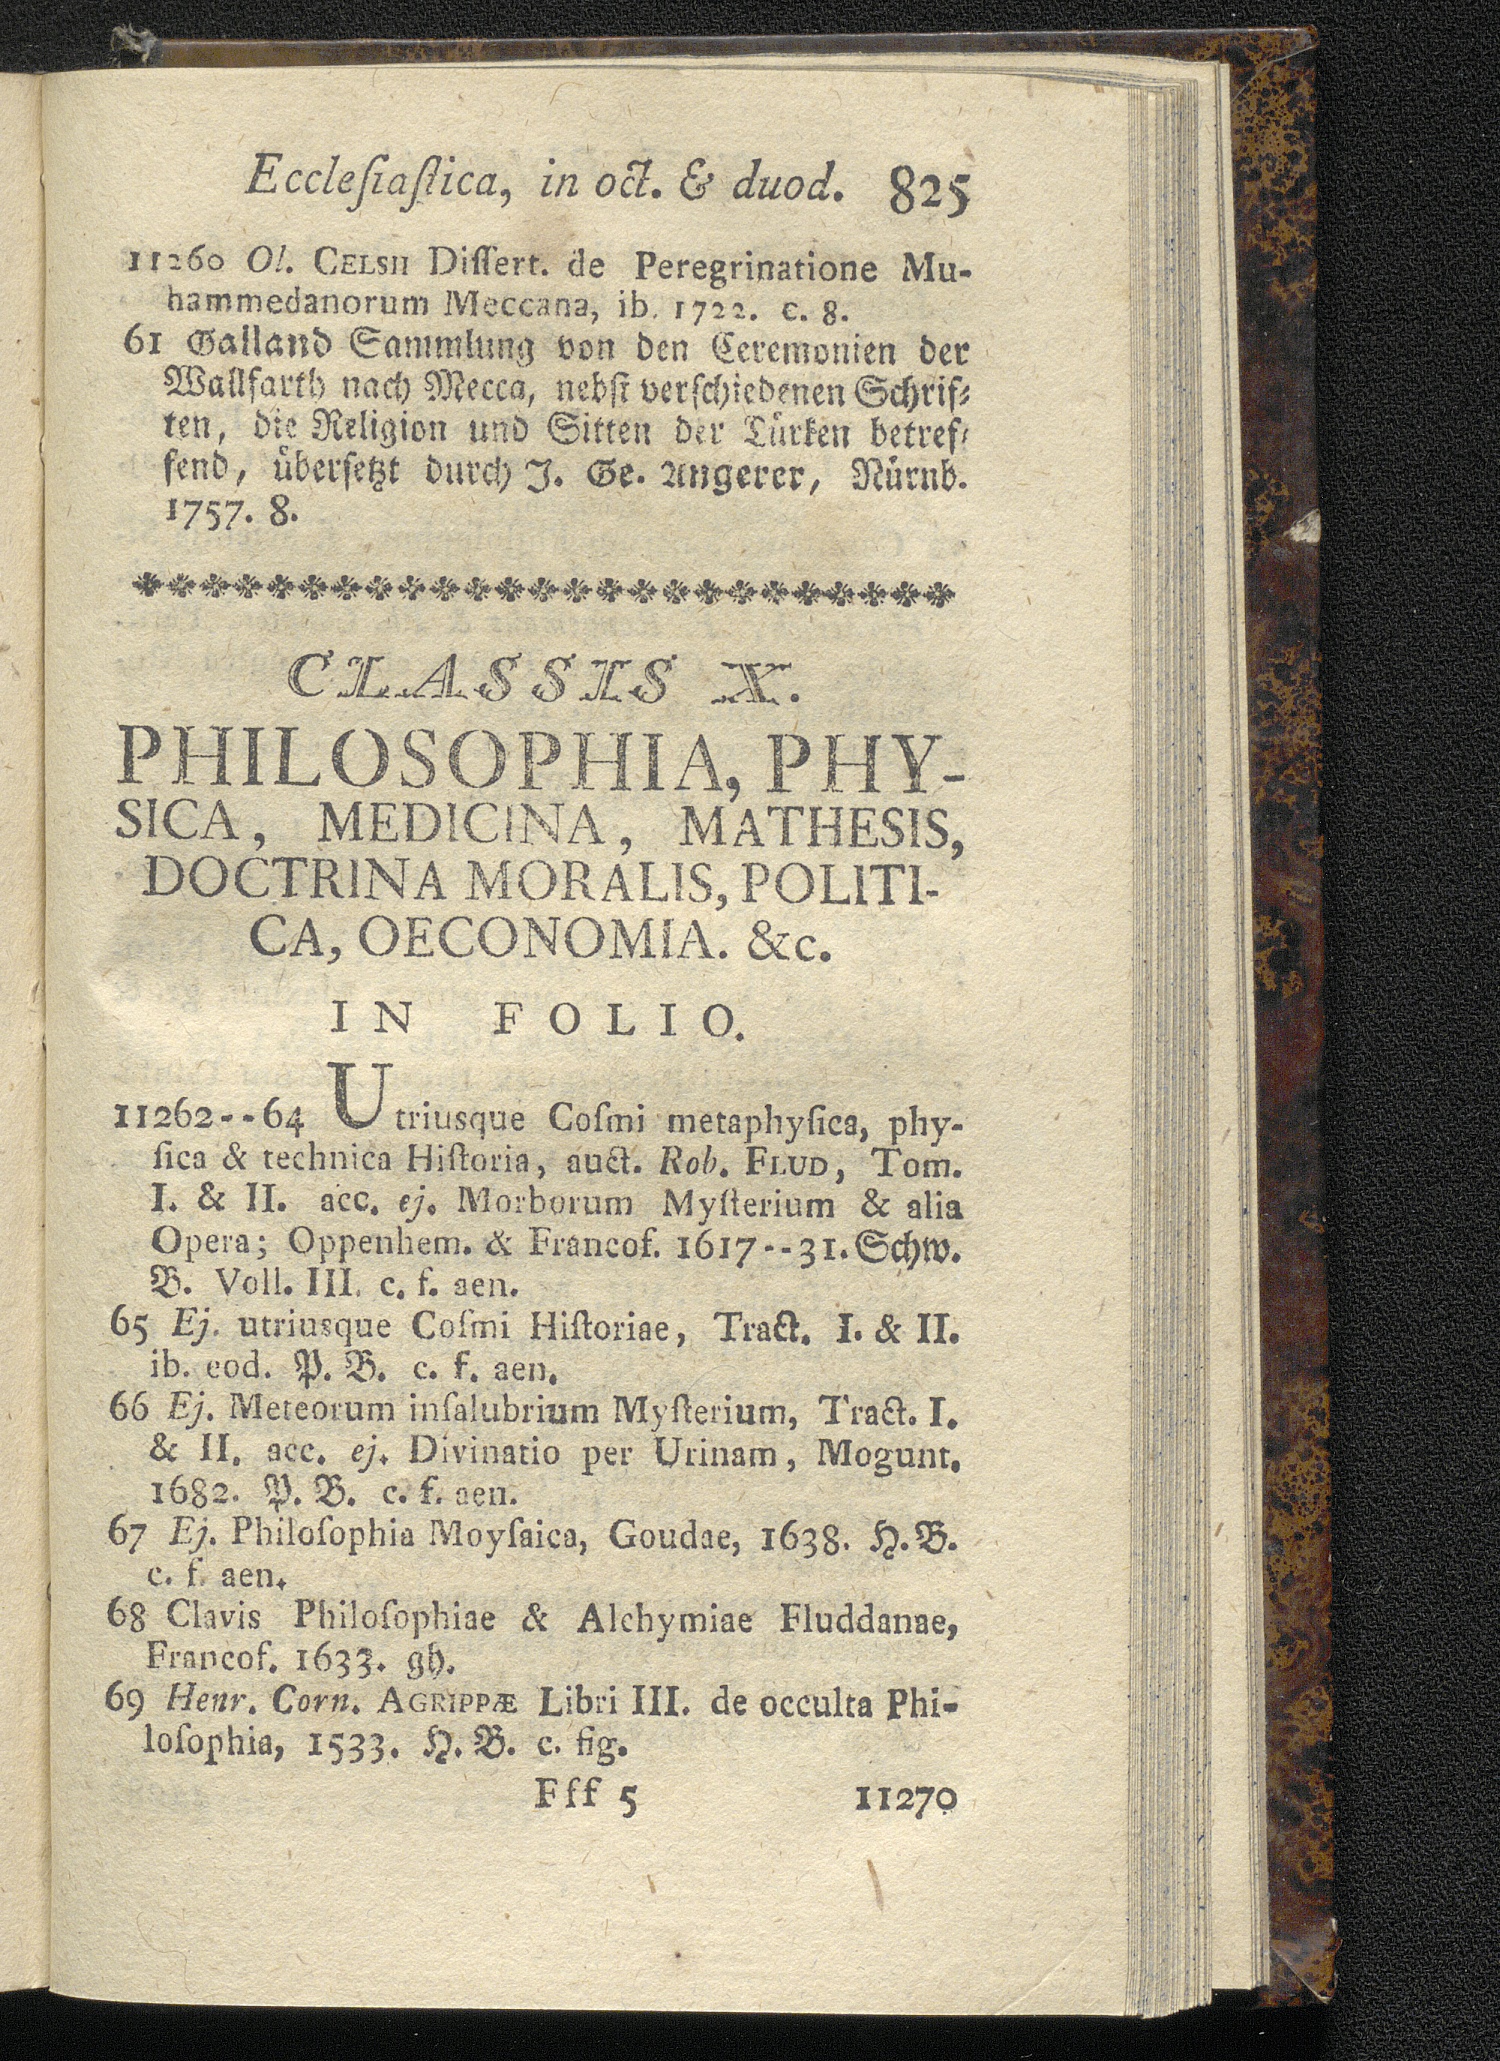 Eccleſiaſtica, in oct. & duod. 825
11260 Ol. CELSII Diſſert. de Peregrinatione Mu-
hammedanorum Meccana, ib. 1722. c. 8.
61 Galland Sammlung von den Ceremonien der
Wallfarth nach Mecca, nebſt verſchiedenen Schrif-
ten, die Religion und Sitten der Türken betref-
fend, überſetzt durch J. Ge. Angerer, Nürnb.
1757. 8.
CLASSIS X.
PHILOSOPHIA, PHY-
SICA, MEDICINA, MATHESIS,
DOCTRINA MORALIS, POLITI-
CA, OECONOMIA. &c.
IN FOLIO.
11262--64 Utriusque Coſmi metaphyſica, phy-
ſica & technica Hiſtoria, auct. Rob. FLUD, Tom.
I. & II. acc. ej. Morborum Myſterium & alia
Opera; Oppenhem. & Francof. 1617--31. Schw.
B. Voll. III. c. f. aen.
65 Ej. utriusque Coſmi Hiſtoriae, Tract. I. & II.
ib. eod. P. B. c. f. aen.
66 Ej. Meteorum inſalubrium Myſterium, Tract. I.
& II. acc. ej. Divinatio per Urinam, Mogunt.
1682. P. B. c. f. aen.
67 Ej. Philoſophia Moyſaica, Goudae, 1638. H. B.
c. f. aen.
68 Clavis Philoſophiae & Alchymiae Fluddanae,
Francof. 1633. gh.
69 Henr. Corn. AGRIPPÆ Libri III. de occulta Phi-
loſophia, 1533. H. B. c. fig.
Fff 5 11270